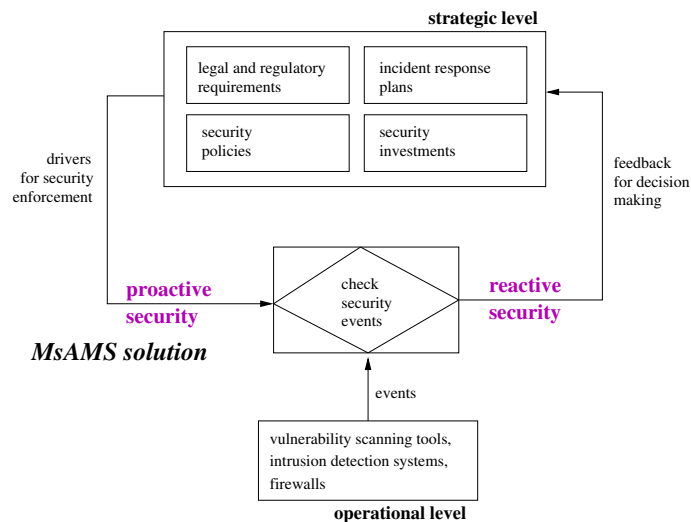 strategic level
legal and regulatory
requirements
incident response
plans
security
policies
security
investments
drivers
for security
enforcement
feedback
for decision
making
proactive
security
check
security
events
reactive
security
MsAMS solution
events
vulnerability scanning tools,
intrusion detection systems,
firewalls
operational level